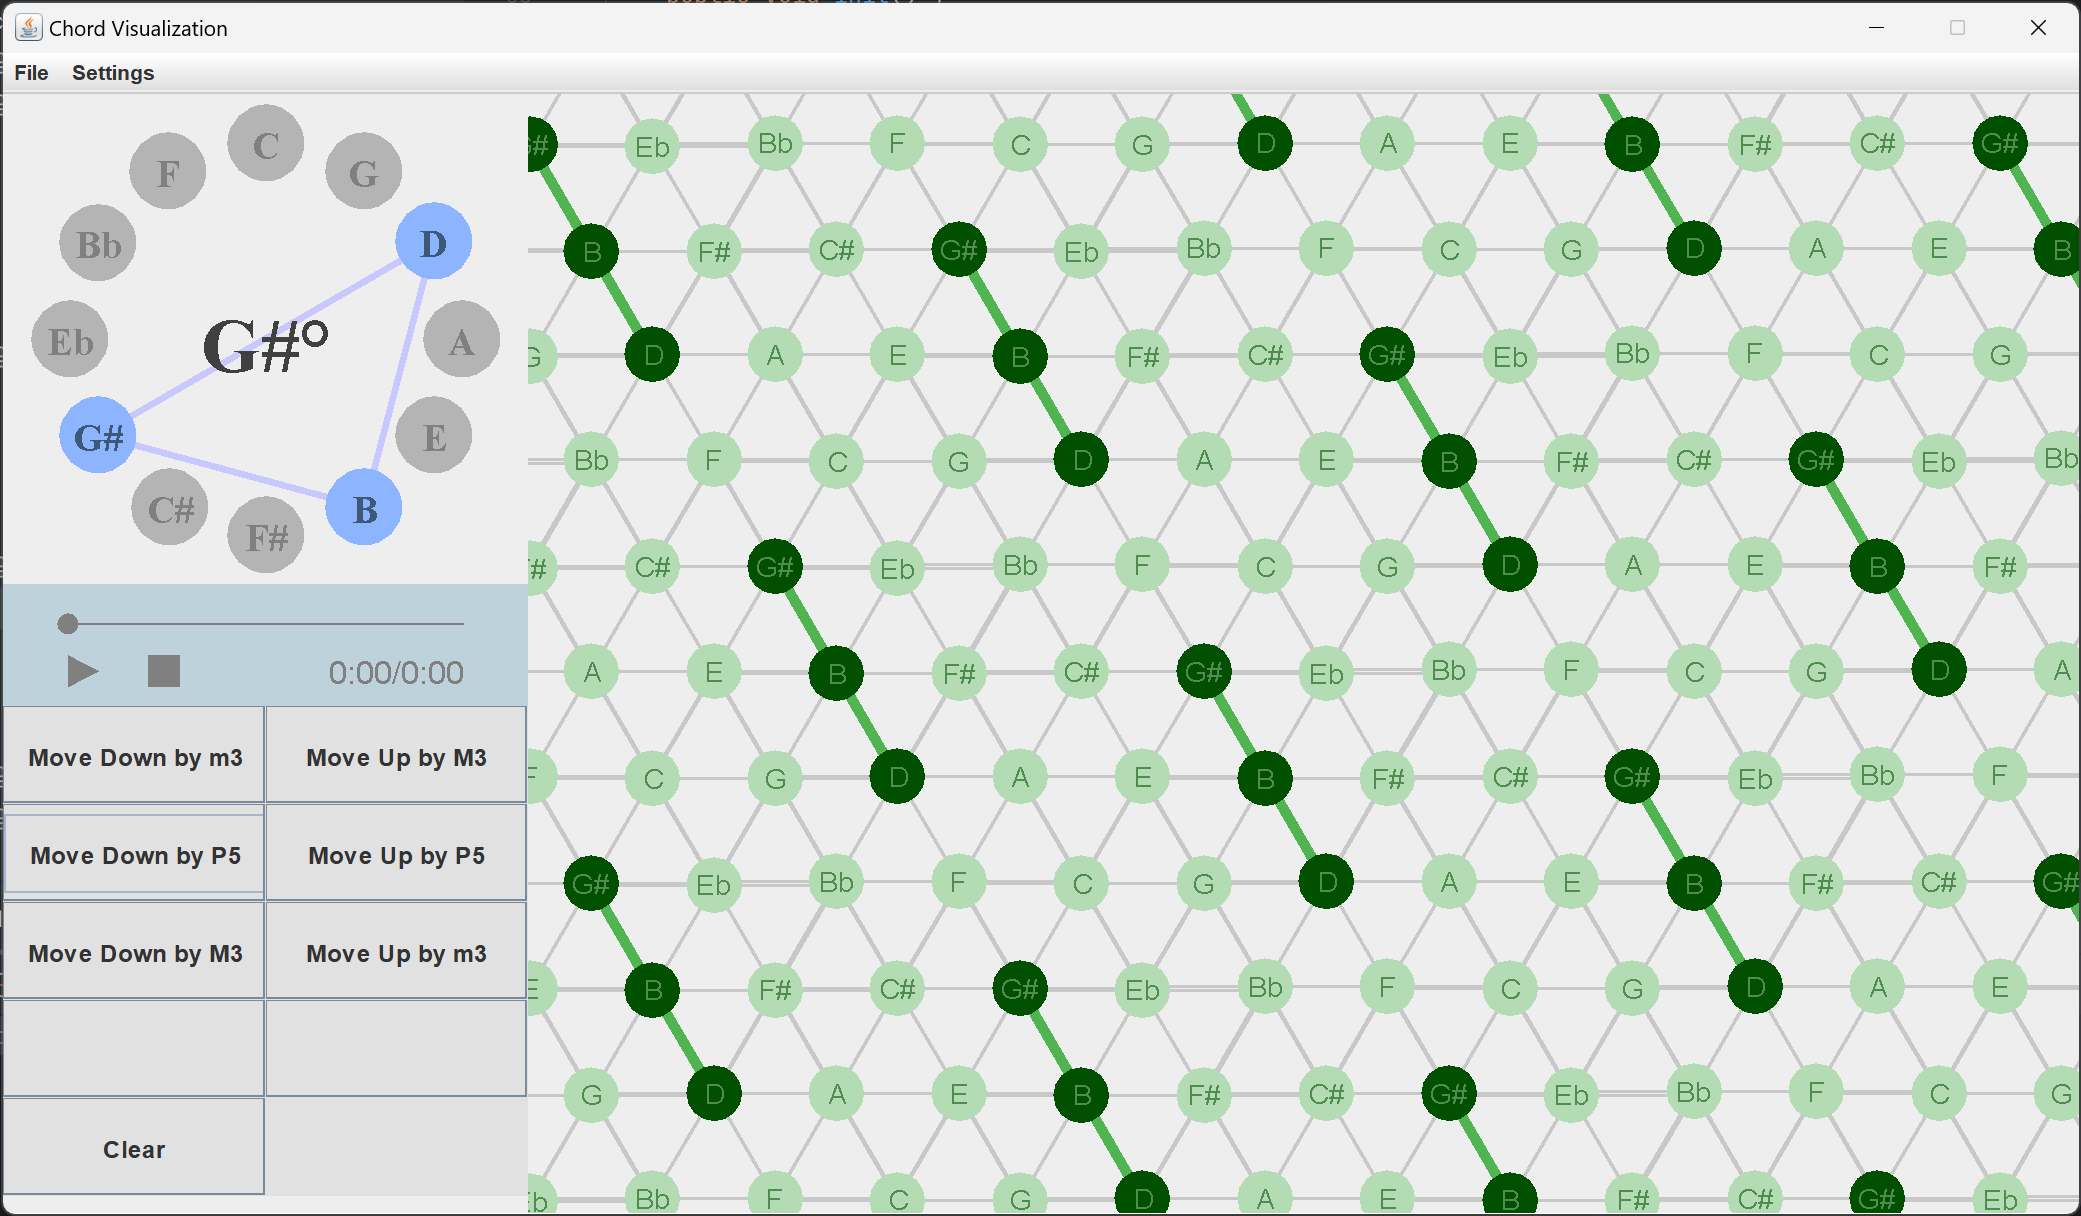 Chord Visualization
File Settings
C
F G
Bb D
G#°
Eb A
G# E
C# B
F#
0:00/0:00
Move Down by m3 Move Up by M3
Move Down by P5 Move Up by P5
Move Down by M3 Move Up by m3
Clear
G# Eb Bb F C G D A E B F# C# G#
B F# C# G# Eb Bb F C G D A E B
G D A E B F# C# G# Eb Bb F C G
Bb F C G D A E B F# C# G# Eb Bb
F# C# G# Eb Bb F C G D A E B F#
A E B F# C# G# Eb Bb F C G D A
F C G D A E B F# C# G# Eb Bb F
G# Eb Bb F C G D A E B F# C# G#
E B F# C# G# Eb Bb F C G D A E
G D A E B F# C# G# Eb Bb F C G
Eb Bb F C G D A E B F# C# G# Eb